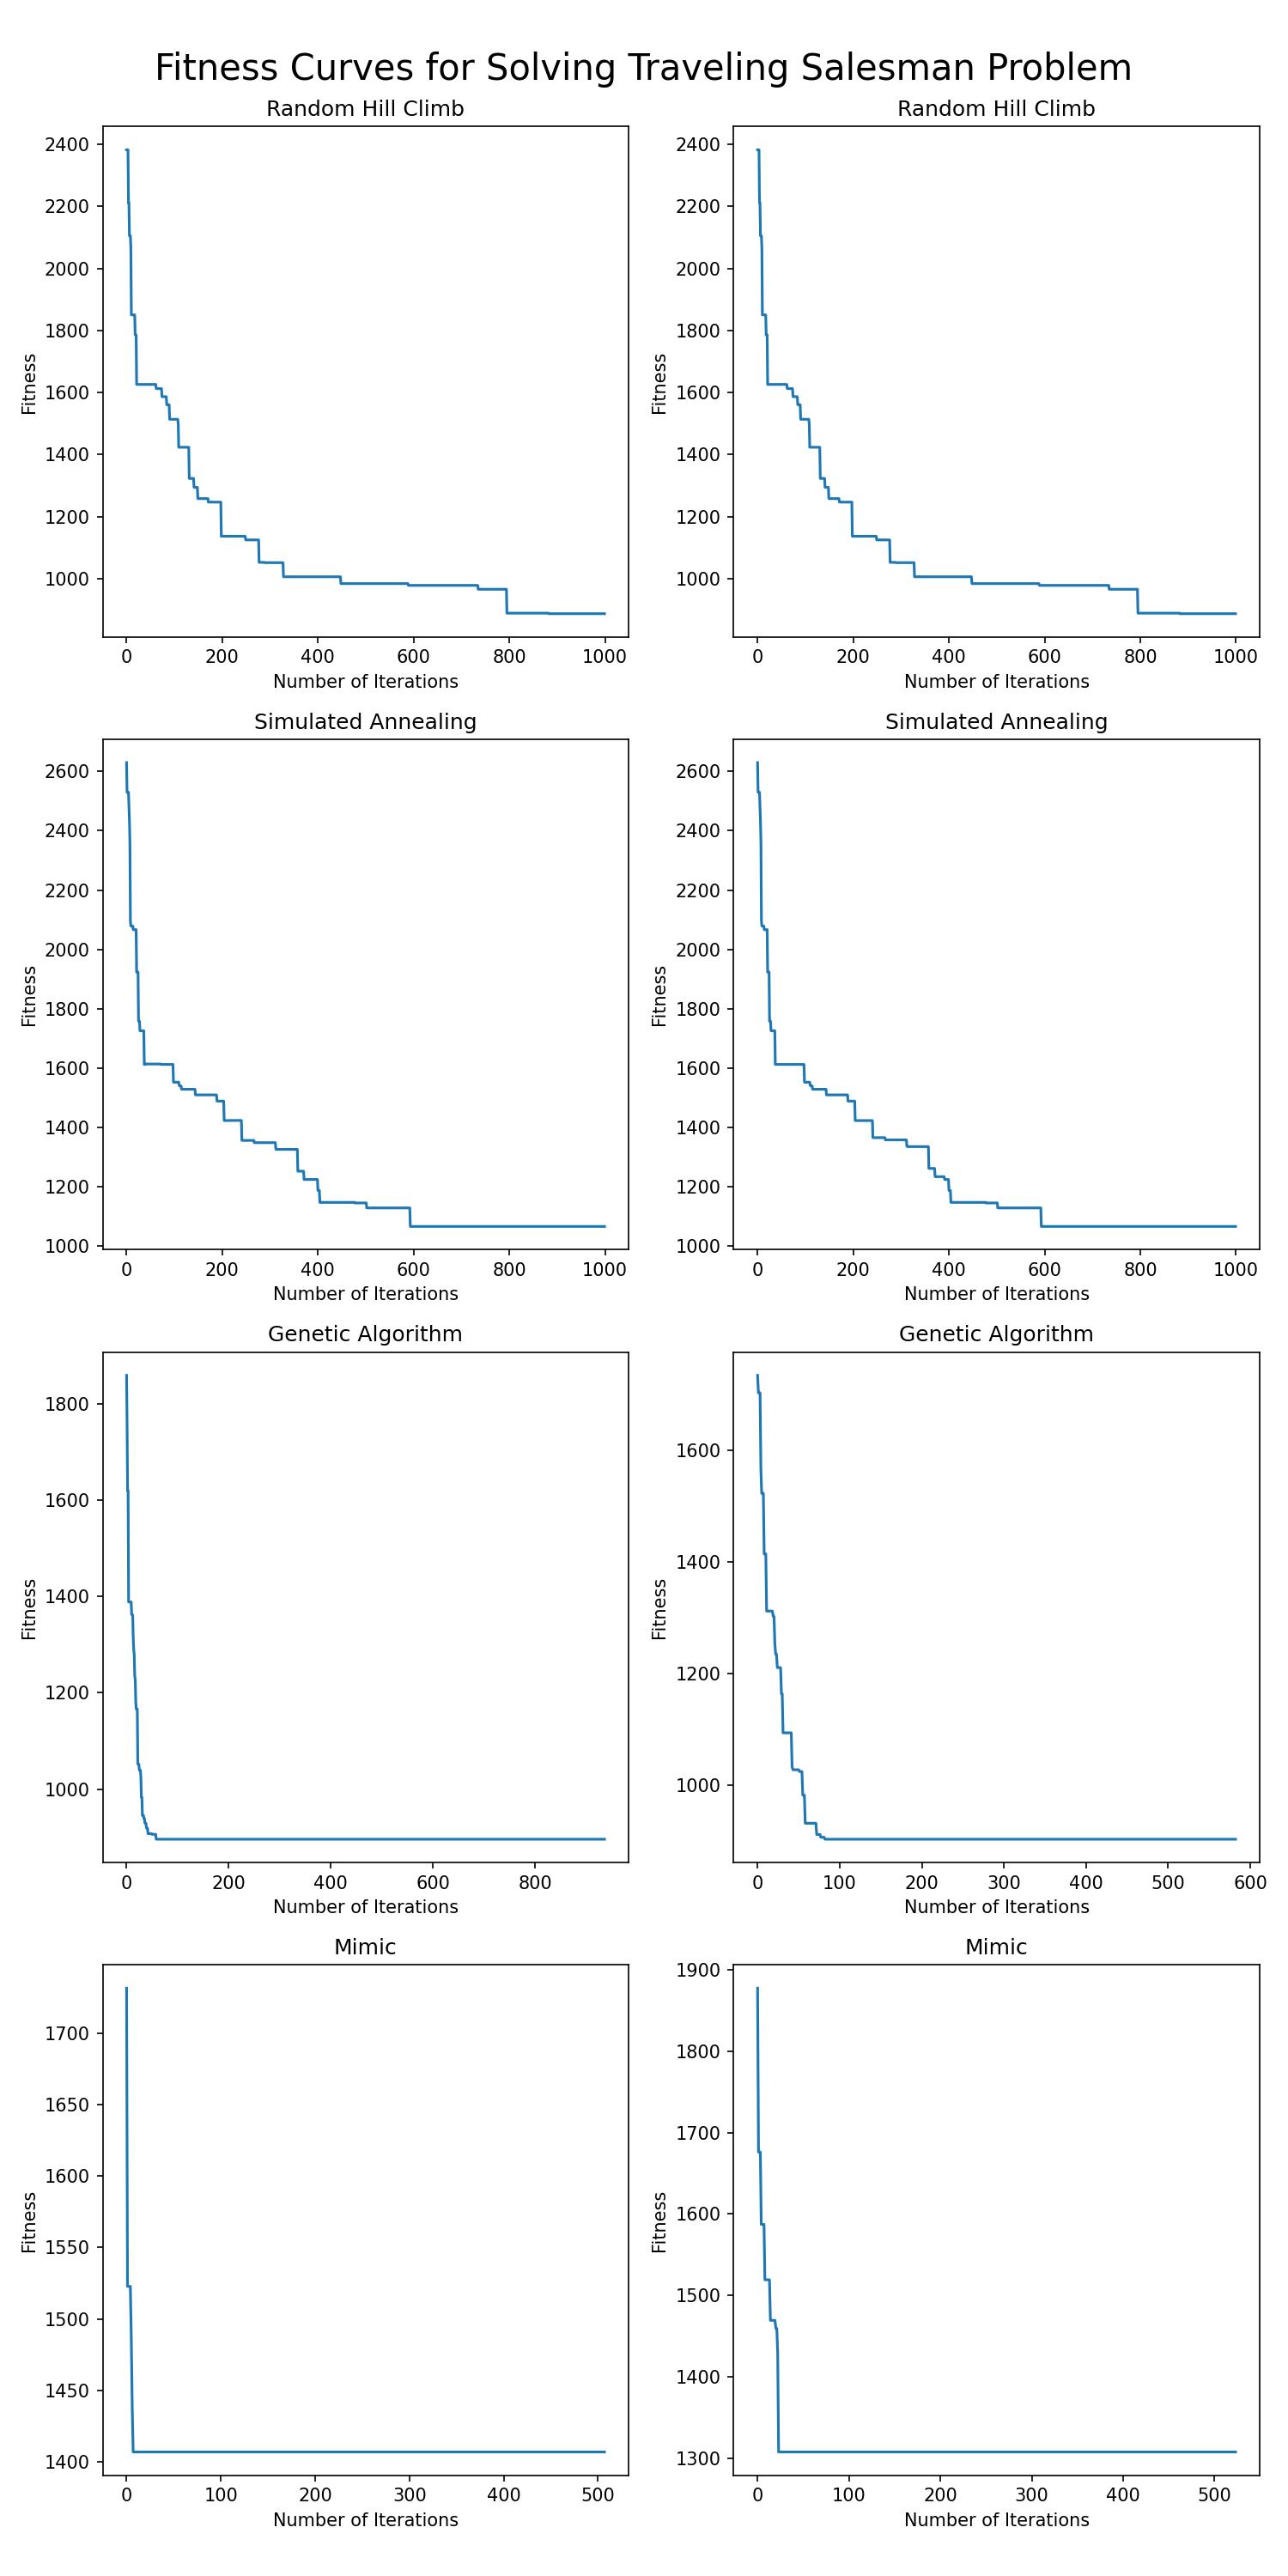 Fitness Curves for Solving Traveling Salesman Problem
Random Hill Climb
Fitness
2400
2200
2000
1800
1600
1400
1200
1000
0 200 400 600 800 1000
Number of Iterations
Random Hill Climb
Fitness
2400
2200
2000
1800
1600
1400
1200
1000
0 200 400 600 800 1000
Number of Iterations
Simulated Annealing
Fitness
2600
2400
2200
2000
1800
1600
1400
1200
1000
0 200 400 600 800 1000
Number of Iterations
Simulated Annealing
Fitness
2600
2400
2200
2000
1800
1600
1400
1200
1000
0 200 400 600 800 1000
Number of Iterations
Genetic Algorithm
Fitness
1800
1600
1400
1200
1000
0 200 400 600 800
Number of Iterations
Genetic Algorithm
Fitness
1600
1400
1200
1000
0 100 200 300 400 500 600
Number of Iterations
Mimic
Fitness
1700
1650
1600
1550
1500
1450
1400
0 100 200 300 400 500
Number of Iterations
Mimic
Fitness
1900
1800
1700
1600
1500
1400
1300
0 100 200 300 400 500
Number of Iterations